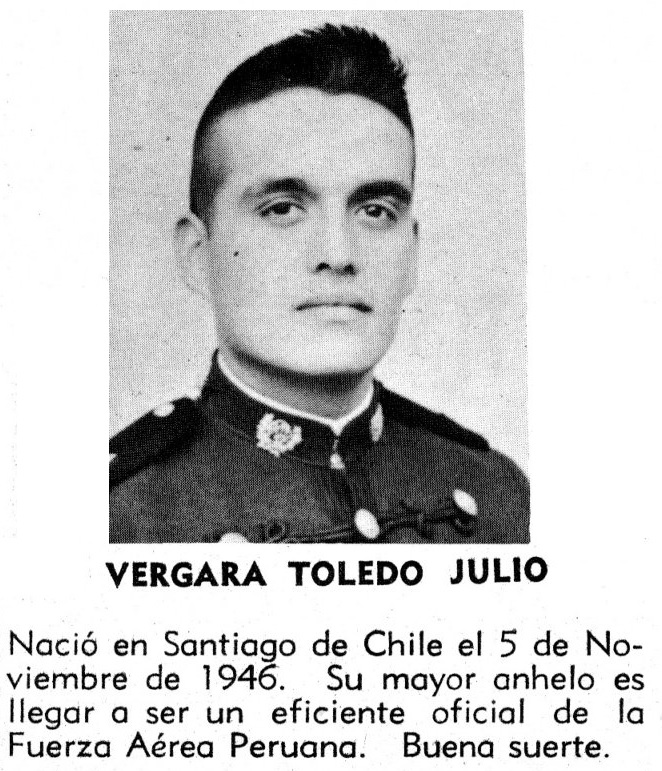 VERGARA TOLEDO JULIO
Nació en Santiago de Chile el 5 de No-
viembre de 1946. Su mayor anhelo es
llegar a ser un eficiente oficial de la
Fuerza Aérea Peruana. Buena suerte.